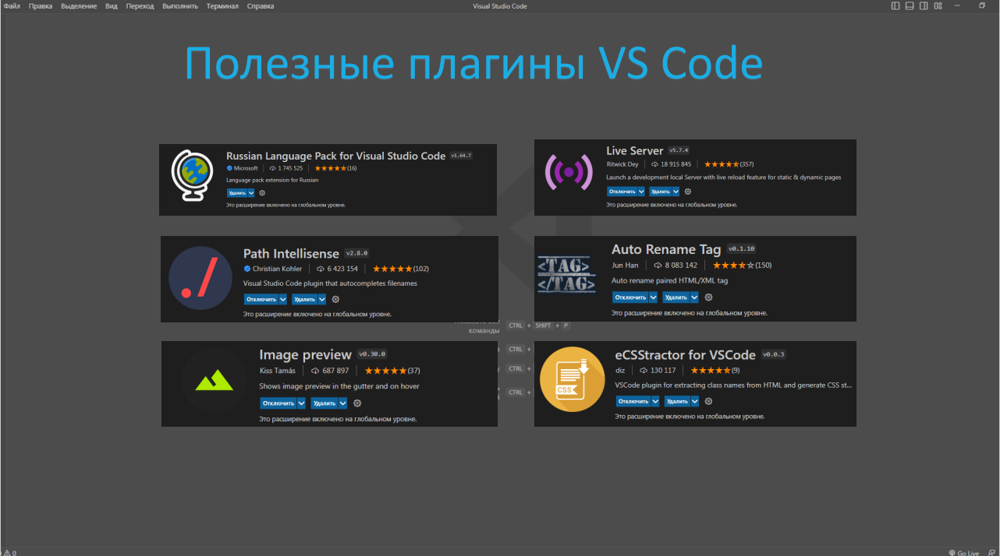 Файл Правка Выделение Вид Переход Выполнить Терминал Справка Visual Studio Code
Полезные плагины VS Code
Russian Language Pack for Visual Studio Code v1.64.7
Microsoft 1 745 525 (16)
Language pack extension for Russian
Удалить
Это расширение включено на глобальном уровне.
Live Server v5.7.4
Ritwick Dey 18 915 845 (357)
Launch a development local Server with live reload feature for static & dynamic pages
Отключить Удалить
Это расширение включено на глобальном уровне.
Path Intellisense v2.8.0
Christian Kohler 6 423 154 (102)
Visual Studio Code plugin that autocompletes filenames
Отключить Удалить
Это расширение включено на глобальном уровне.
<TAG>
</TAG>
Auto Rename Tag v0.1.10
Jun Han 8 083 142 (150)
Auto rename paired HTML/XML tag
Отключить Удалить
Это расширение включено на глобальном уровне.
команды CTRL + SHIFT + P
CTRL +
CTRL +
CTRL +
Image preview v0.30.0
Kiss Tamás 687 897 (37)
Shows image preview in the gutter and on hover
Отключить Удалить
Это расширение включено на глобальном уровне.
CSS
eCSStractor for VSCode v0.0.3
diz 130 117 (9)
VSCode plugin for extracting class names from HTML and generate CSS st...
Отключить Удалить
Это расширение включено на глобальном уровне.
0 Go Live